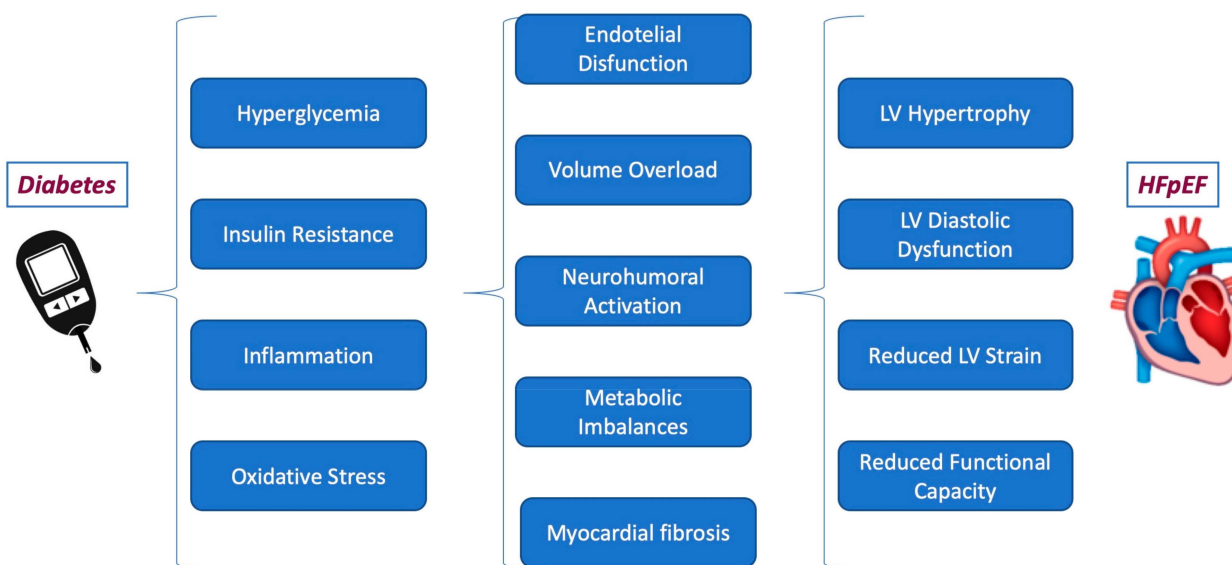 Diabetes
Hyperglycemia
Insulin Resistance
Inflammation
Oxidative Stress
Endotelial
Disfunction
Volume Overload
Neurohumoral
Activation
Metabolic
Imbalances
Myocardial fibrosis
LV Hypertrophy
LV Diastolic
Dysfunction
Reduced LV Strain
Reduced Functional
Capacity
HFpEF